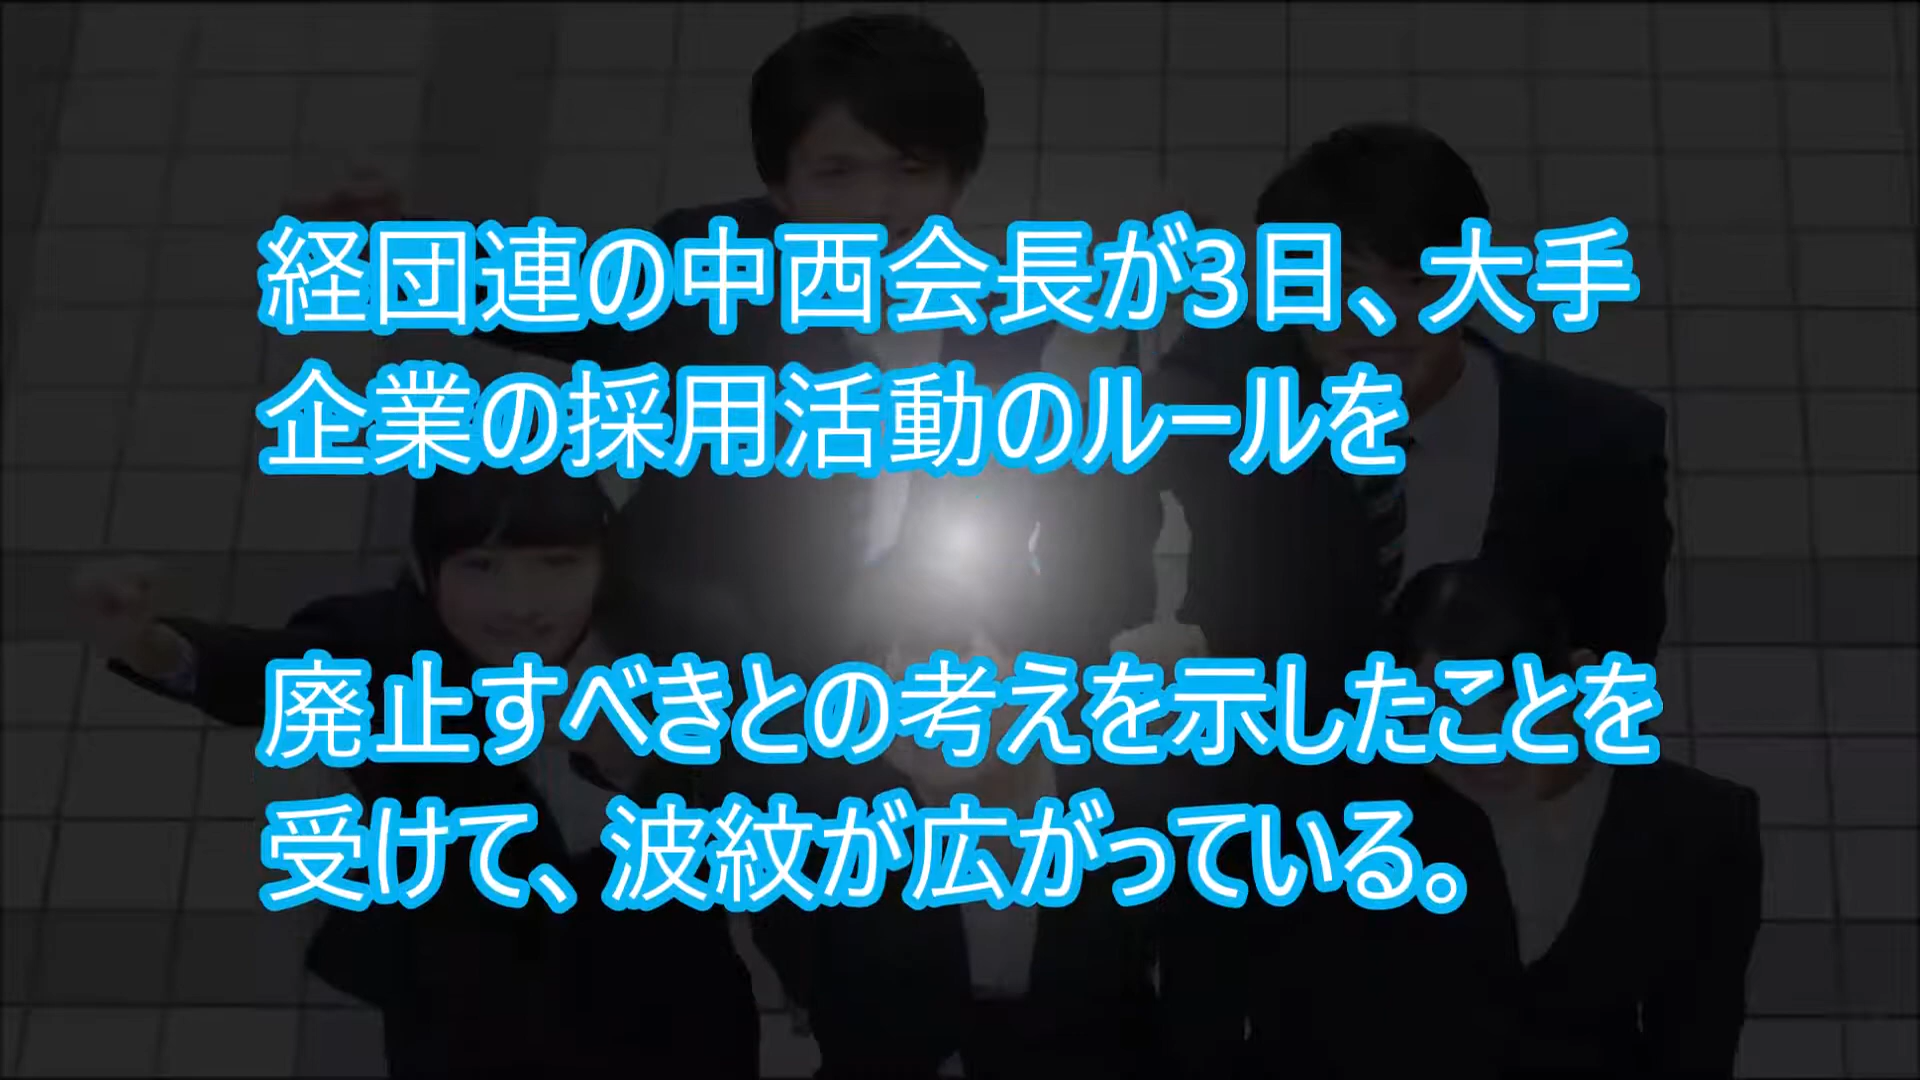 経団連の中西会長が3日、大手
企業の採用活動のルールを
廃止すべきとの考えを示したことを
受けて、波紋が広がっている。